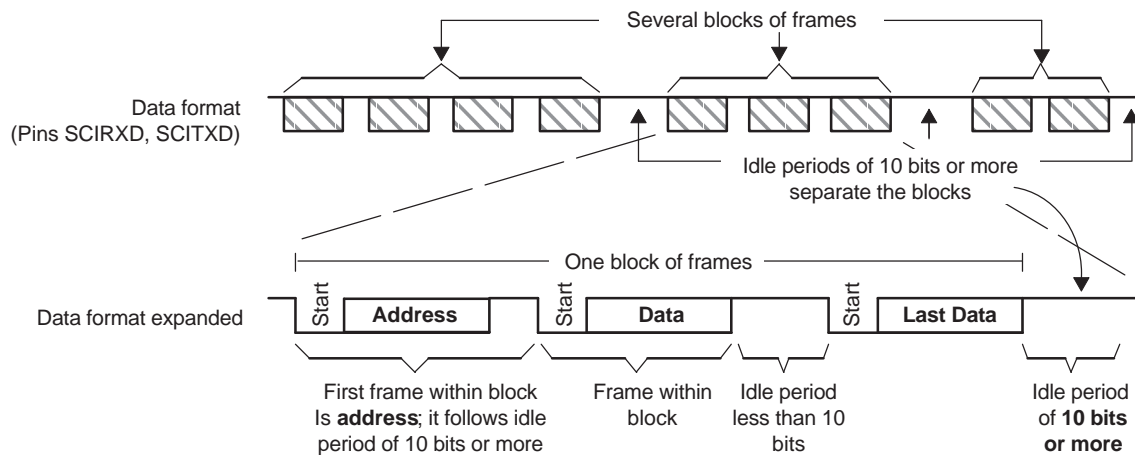 Several blocks of frames
Data format
(Pins SCIRXD, SCITXD)
Idle periods of 10 bits or more
separate the blocks
One block of frames
Data format expanded
Start
Address
Start
Data
Start
Last Data
First frame within block
Is address; it follows idle
period of 10 bits or more
Frame within
block
Idle period
less than 10
bits
Idle period
of 10 bits
or more